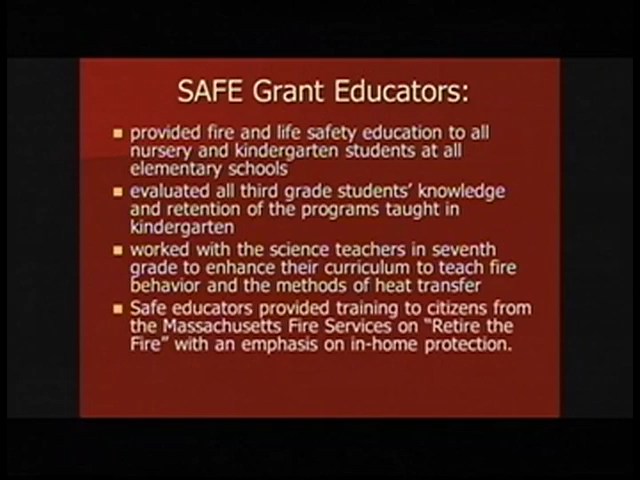 SAFE Grant Educators:
provided fire and life safety education to all
nursery and kindergarten students at all
elementary schools
evaluated all third grade students' knowledge
and retention of the programs taught in
kindergarten
worked with the science teachers in seventh
grade to enhance their curriculum to teach fire
behavior and the methods of heat transfer
Safe educators provided training to citizens from
the Massachusetts Fire Services on "Retire the
Fire" with an emphasis on in-home protection.